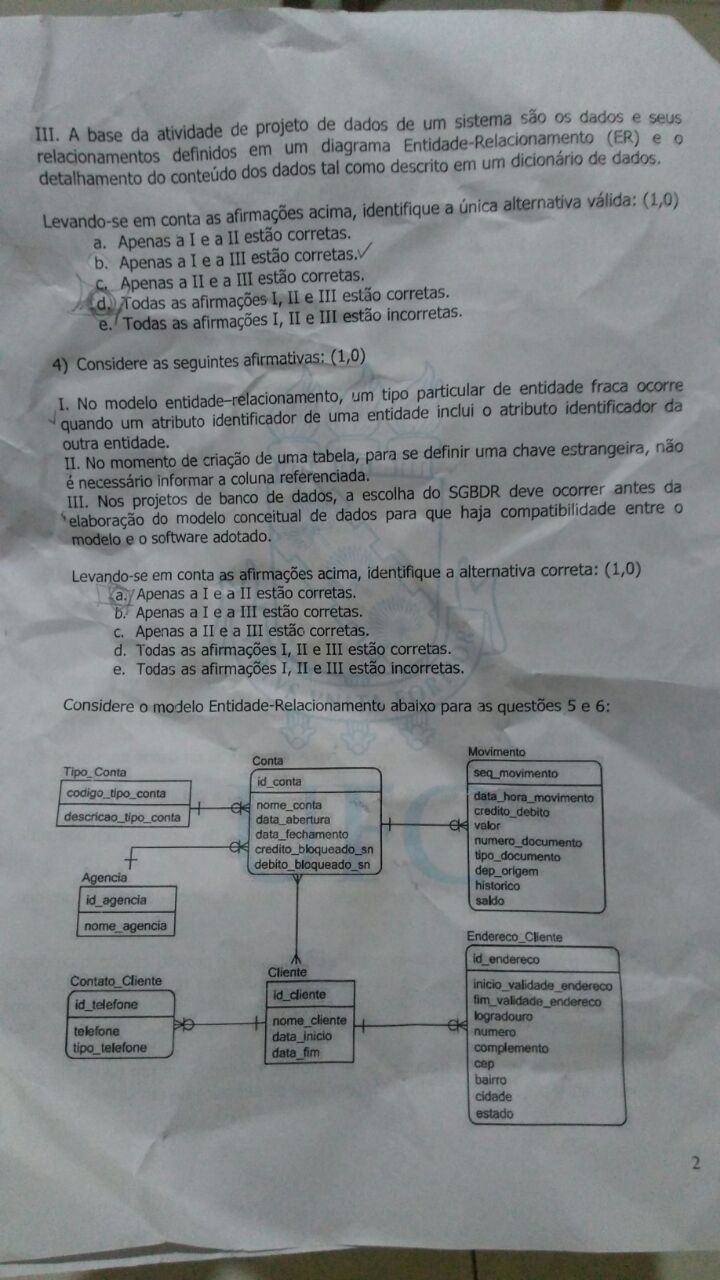 III. A base da atividade de projeto de dados de um sistema são os dados e seus
relacionamentos definidos em um diagrama Entidade-Relacionamento (ER) e o
detalhamento do conteúdo dos dados tal como descrito em um dicionário de dados.
Levando-se em conta as afirmações acima, identifique a única alternativa válida: (1,0)
a. Apenas a I e a II estão corretas.
b. Apenas a I e a III estão corretas.
c. Apenas a II e a III estão corretas.
d. Todas as afirmações I, II e III estão corretas.
e. Todas as afirmações I, II e III estão incorretas.
4) Considere as seguintes afirmativas: (1,0)
I. No modelo entidade-relacionamento, um tipo particular de entidade fraca ocorre
quando um atributo identificador de uma entidade inclui o atributo identificador da
outra entidade.
II. No momento de criação de uma tabela, para se definir uma chave estrangeira, não
é necessário informar a coluna referenciada.
III. Nos projetos de banco de dados, a escolha do SGBDR deve ocorrer antes da
elaboração do modelo conceitual de dados para que haja compatibilidade entre o
modelo e o software adotado.
Levando-se em conta as afirmações acima, identifique a alternativa correta: (1,0)
a. Apenas a I e a II estão corretas.
b. Apenas a I e a III estão corretas.
c. Apenas a II e a III estão corretas.
d. Todas as afirmações I, II e III estão corretas.
e. Todas as afirmações I, II e III estão incorretas.
Considere o modelo Entidade-Relacionamento abaixo para as questões 5 e 6:
Tipo_Conta
codigo_tipo_conta
descricao_tipo_conta
Conta
id_conta
nome_conta
data_abertura
data_fechamento
credito_bloqueado_sn
debito_bloqueado_sn
Movimento
seq_movimento
data_hora_movimento
credito_debito
valor
numero_documento
tipo_documento
dep_origem
historico
saldo
Agencia
id_agencia
nome_agencia
Contato_Cliente
id_telefone
telefone
tipo_telefone
Cliente
id_cliente
nome_cliente
data_inicio
data_fim
Endereco_Cliente
id_endereco
inicio_validade_endereco
fim_validade_endereco
logradouro
numero
complemento
cep
bairro
cidade
estado
UFC
2